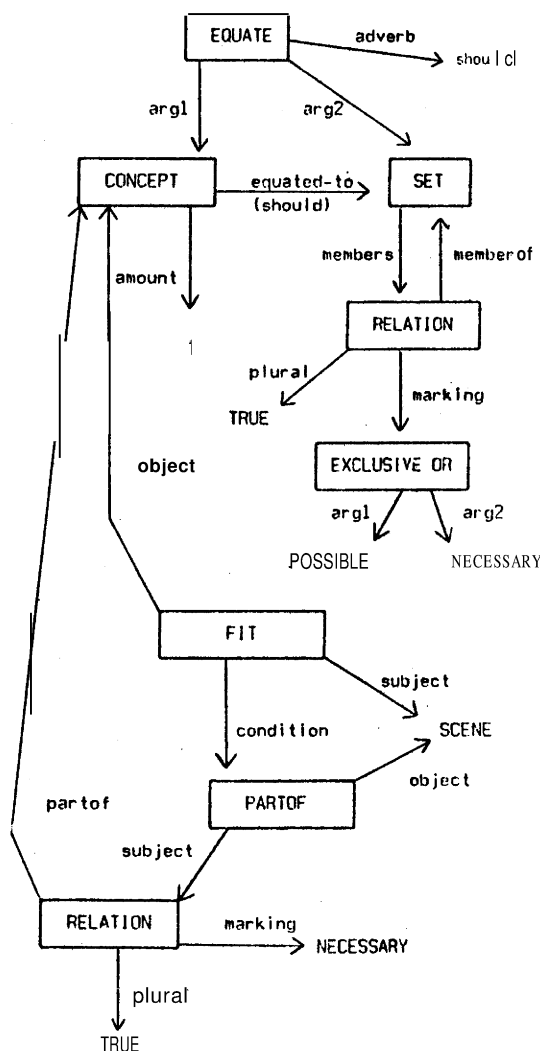 EQUATE
adverb
should
arg1
arg2
CONCEPT
equated-to
(should)
SET
amount
members
memberof
1
RELATION
plural
marking
TRUE
object
EXCLUSIVE OR
arg1
arg2
POSSIBLE
NECESSARY
FIT
subject
condition
SCENE
object
partof
PARTOF
subject
RELATION
marking
NECESSARY
plural
TRUE